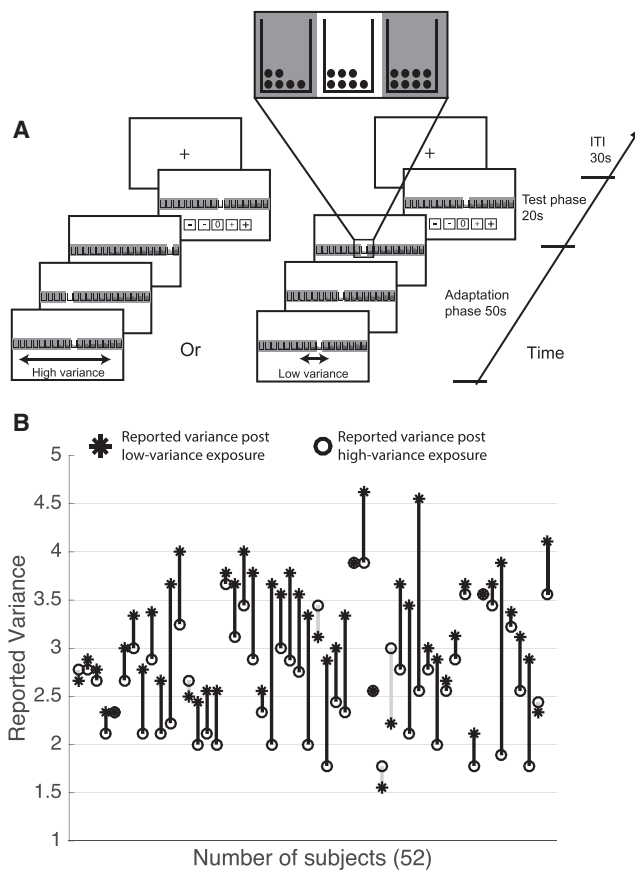 A
ITI
30s
Test phase
20s
- - 0 + +
- - 0 + +
Adaptation
phase 50s
Or
Time
High variance
Low variance
B
Reported variance post
low-variance exposure
Reported variance post
high-variance exposure
Reported Variance
5
4.5
4
3.5
3
2.5
2
1.5
1
Number of subjects (52)